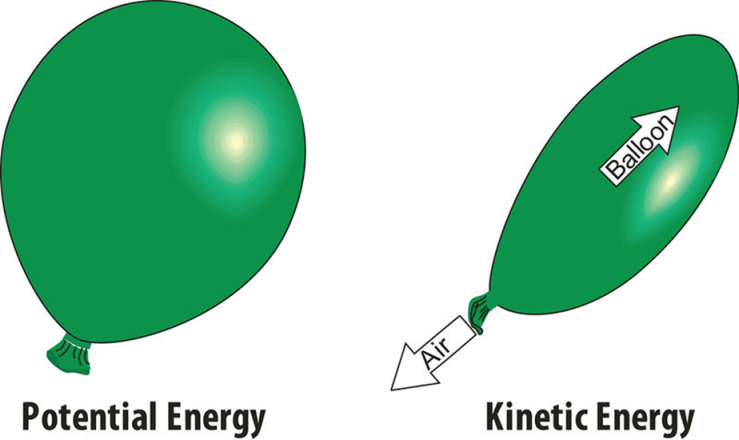 Balloon
Air
Potential Energy
Kinetic Energy